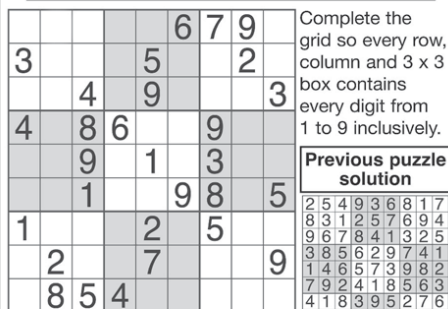 6 7 9
3 5 2
4 9 3
4 8 6 9
9 1 3
1 9 8 5
1 2 5
2 7 9
8 5 4
Complete the
grid so every row,
column and 3 x 3
box contains
every digit from
1 to 9 inclusively.
Previous puzzle
solution
2 5 4 9 3 6 8 1 7
8 3 1 2 5 7 6 9 4
9 6 7 8 4 1 3 2 5
3 8 5 6 2 9 7 4 1
1 4 6 5 7 3 9 8 2
7 9 2 4 1 8 5 6 3
4 1 8 3 9 5 2 7 6